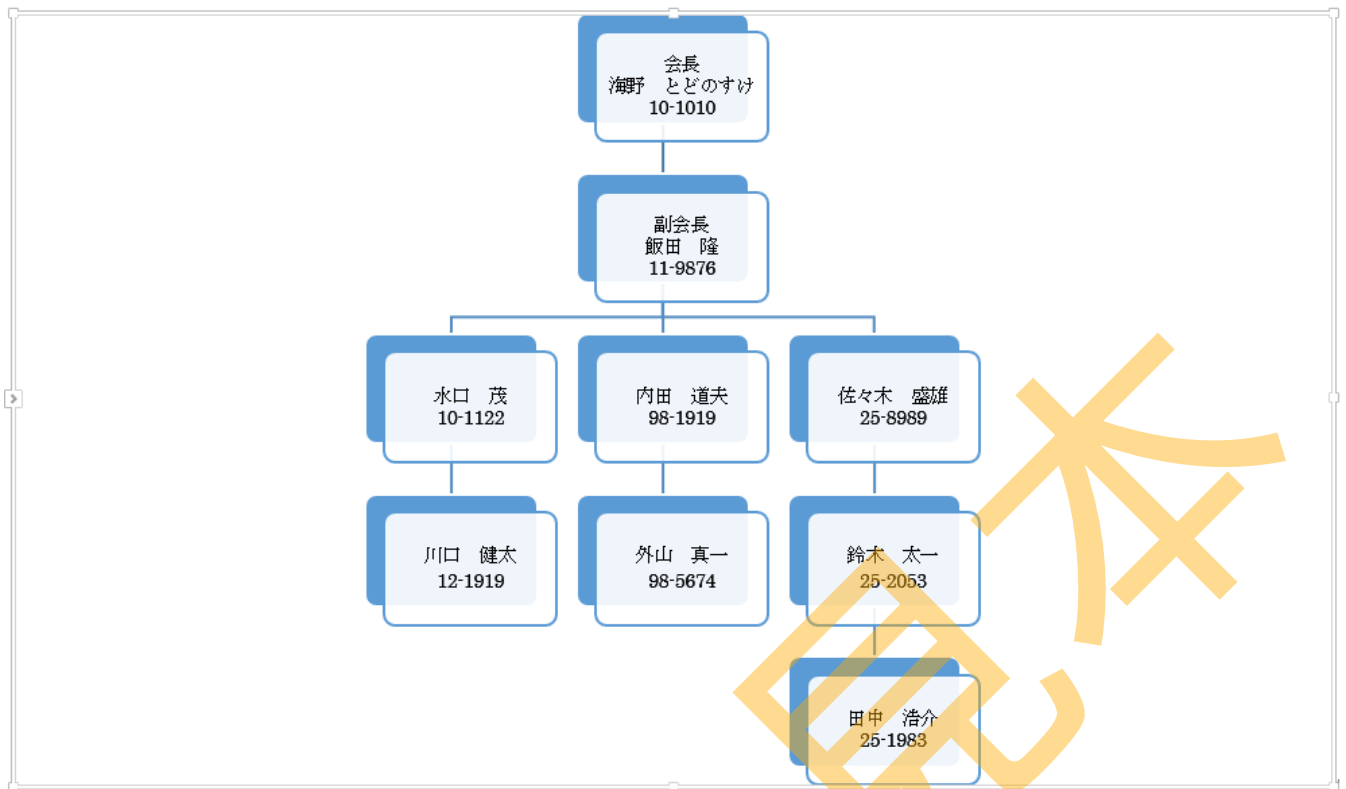 会長
海野　とどのすけ
10-1010
副会長
飯田　隆
11-9876
水口　茂
10-1122
内田　道夫
98-1919
佐々木　盛雄
25-8989
川口　健太
12-1919
外山　真一
98-5674
鈴木　太一
25-2053
田中　浩介
25-1983
見本